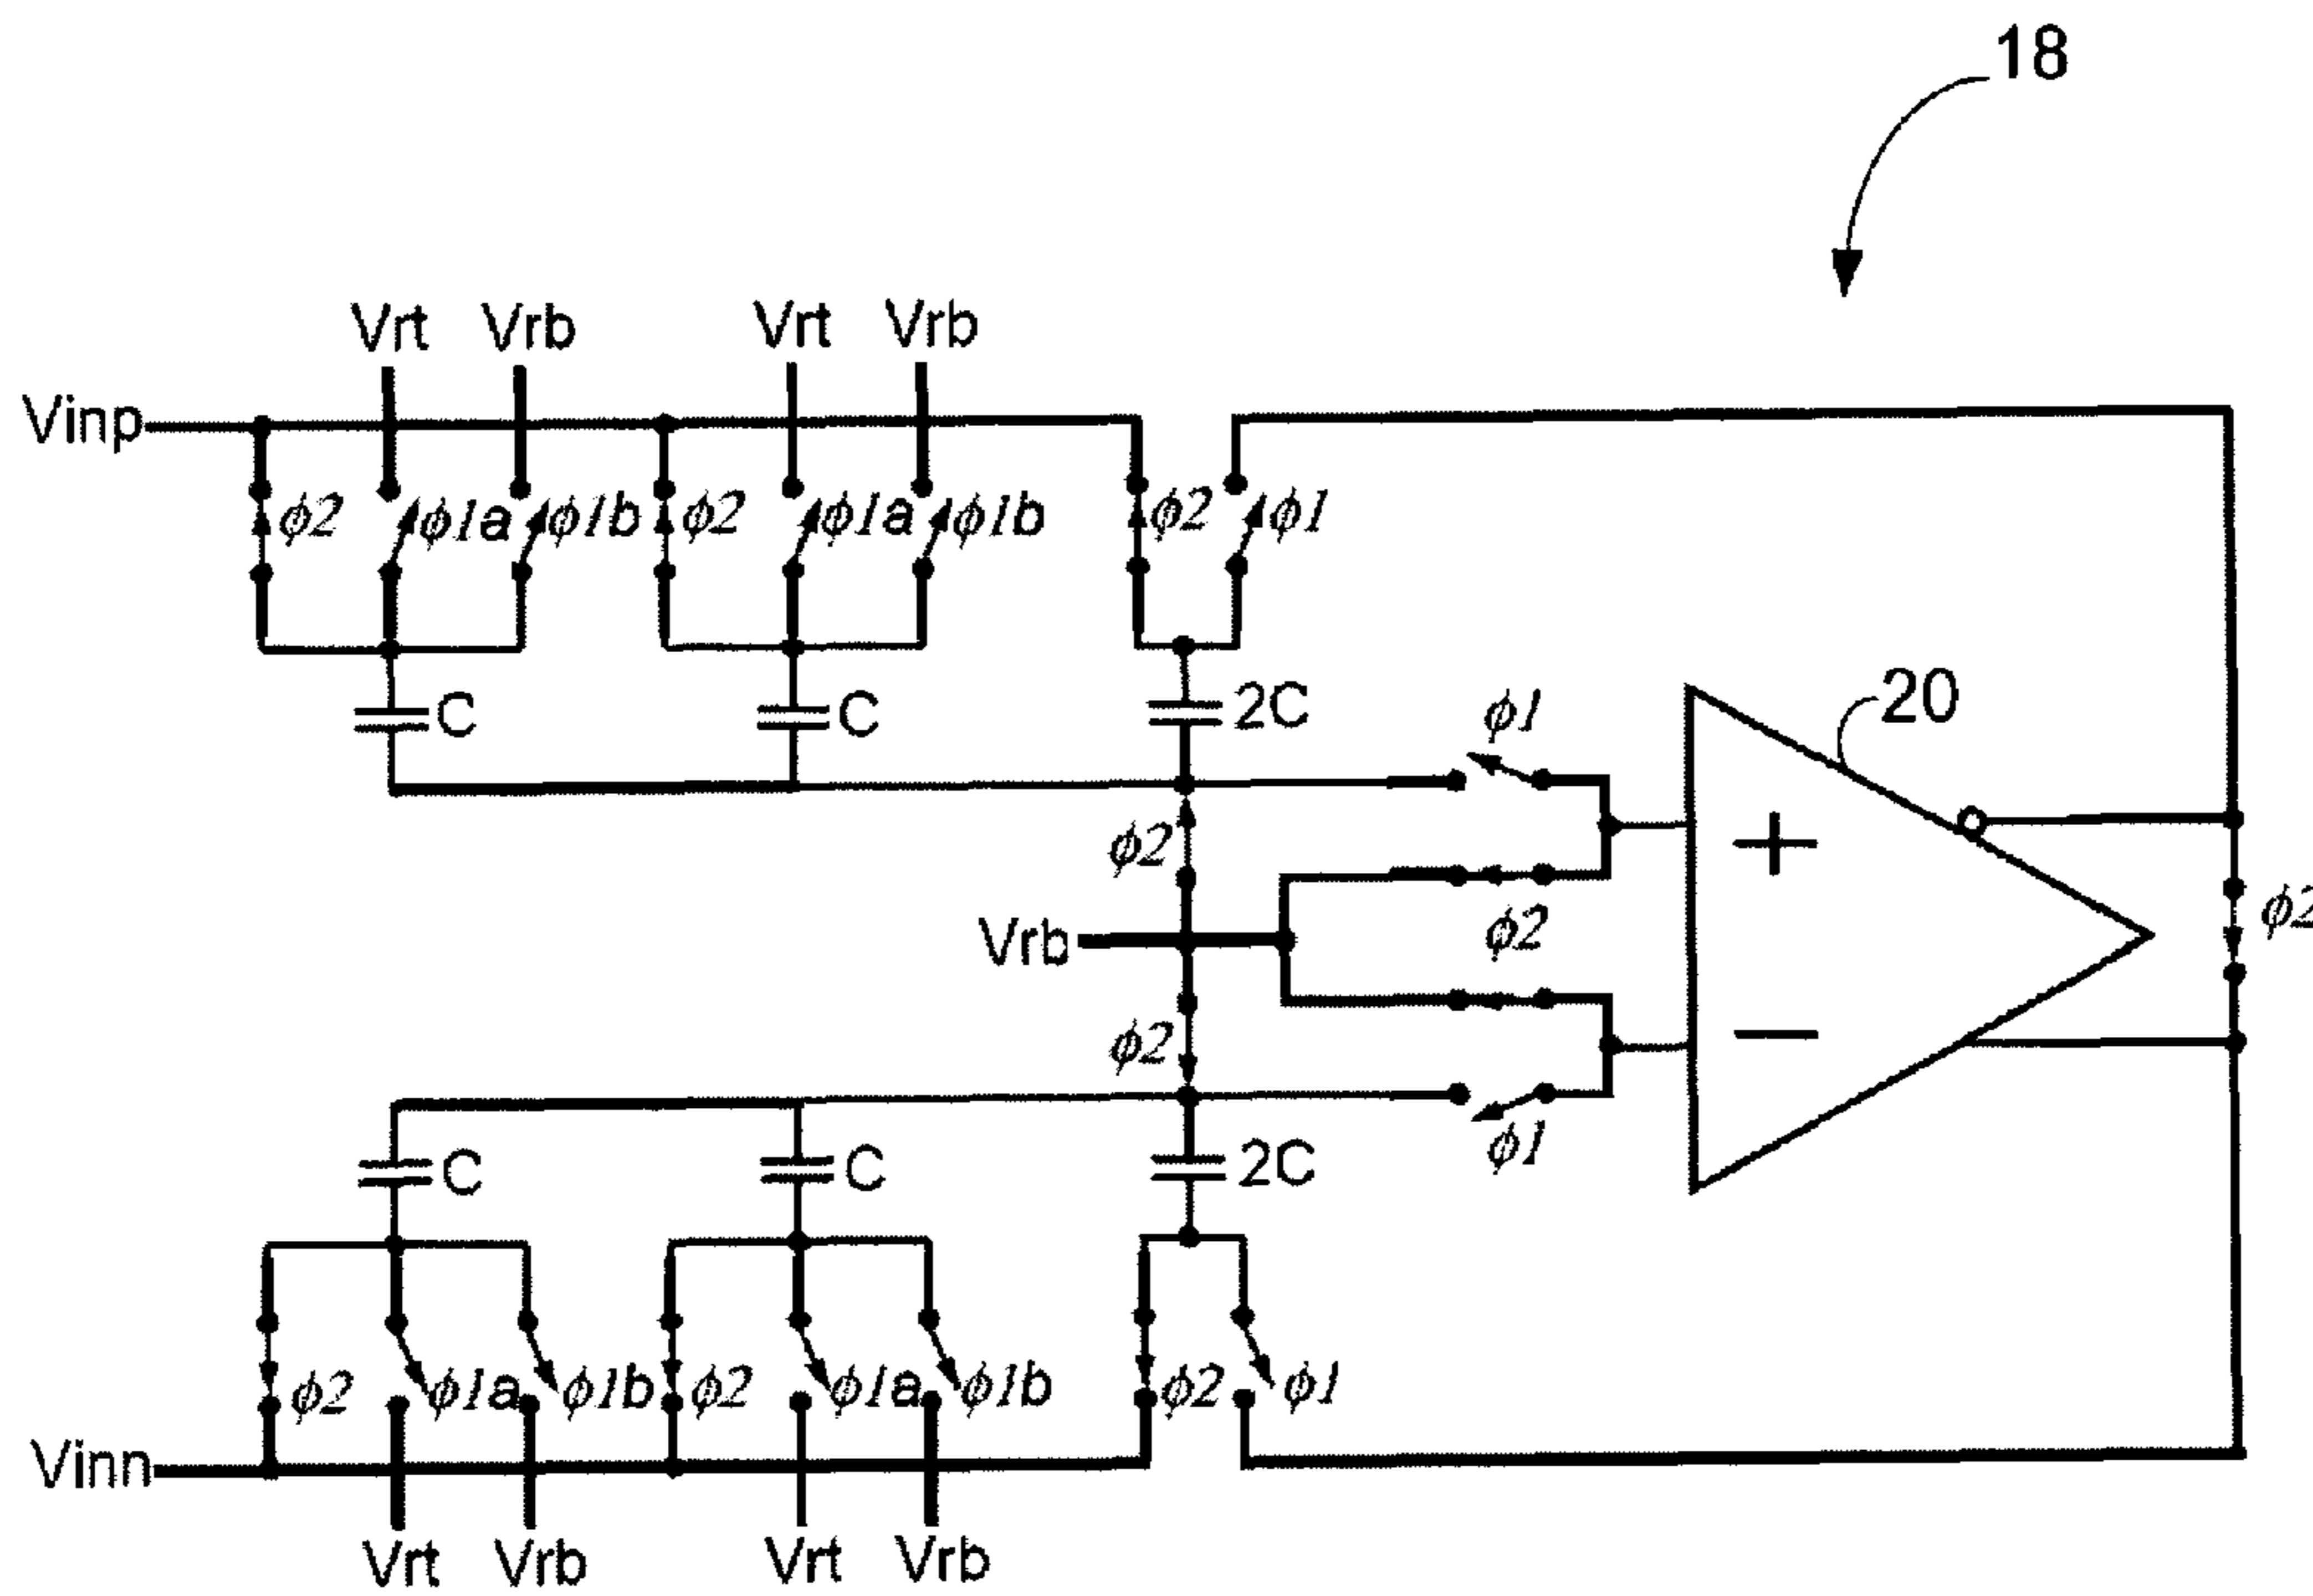 18
Vrt Vrb Vrt Vrb
Vinp
ϕ2 ϕ1a ϕ1b ϕ2 ϕ1a ϕ1b ϕ2 ϕ1
C C 2C ϕ1 20
+
ϕ2
ϕ2
Vrb ϕ2
ϕ2
−
C C 2C ϕ1
ϕ2 ϕ1a ϕ1b ϕ2 ϕ1a ϕ1b ϕ2 ϕ1
Vinn
Vrt Vrb Vrt Vrb